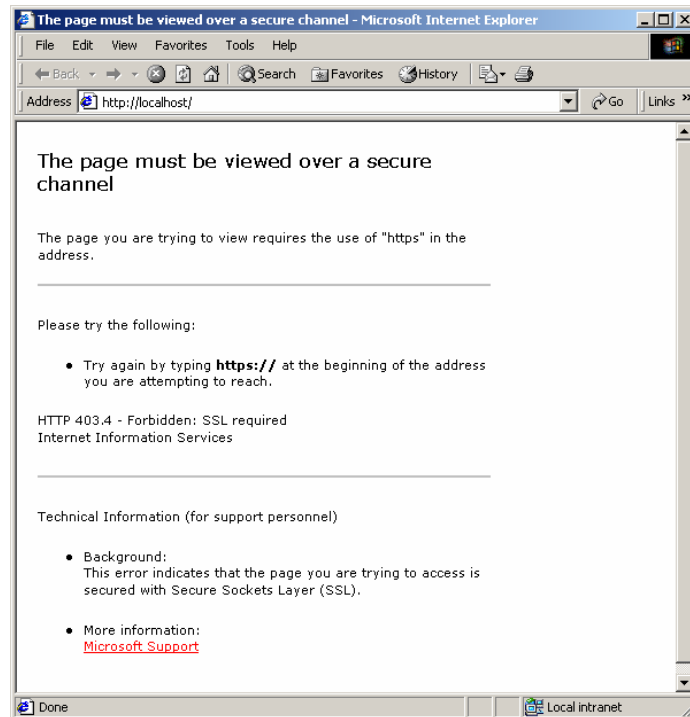 The page must be viewed over a secure channel - Microsoft Internet Explorer
File Edit View Favorites Tools Help
Back Search Favorites History
Address http://localhost/ Go Links »
The page must be viewed over a secure
channel
The page you are trying to view requires the use of "https" in the
address.
Please try the following:
• Try again by typing https:// at the beginning of the address
you are attempting to reach.
HTTP 403.4 - Forbidden: SSL required
Internet Information Services
Technical Information (for support personnel)
• Background:
This error indicates that the page you are trying to access is
secured with Secure Sockets Layer (SSL).
• More information:
Microsoft Support
Done Local intranet